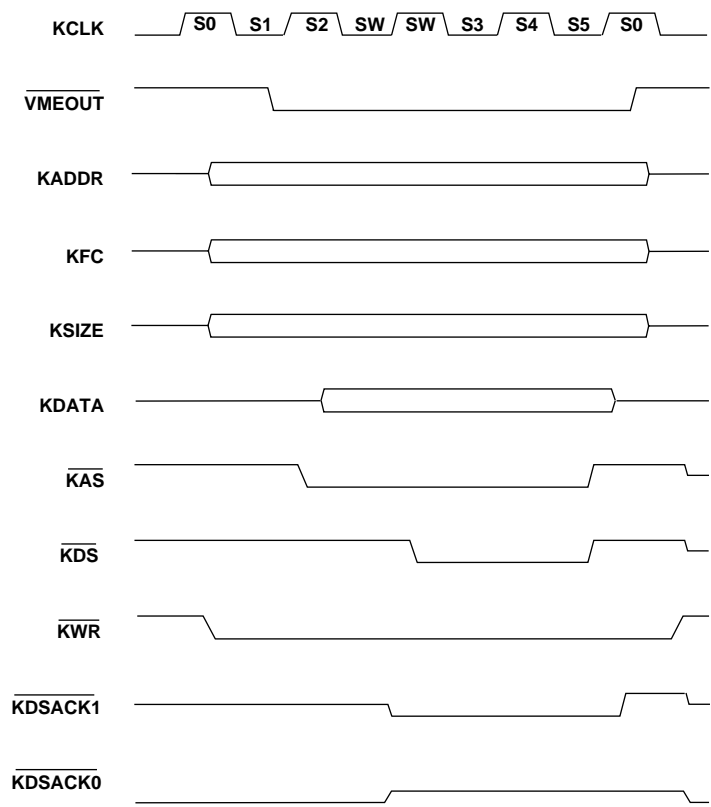 KCLK S0 S1 S2 SW SW S3 S4 S5 S0
VMEOUT
KADDR
KFC
KSIZE
KDATA
KAS
KDS
KWR
KDSACK1
KDSACK0